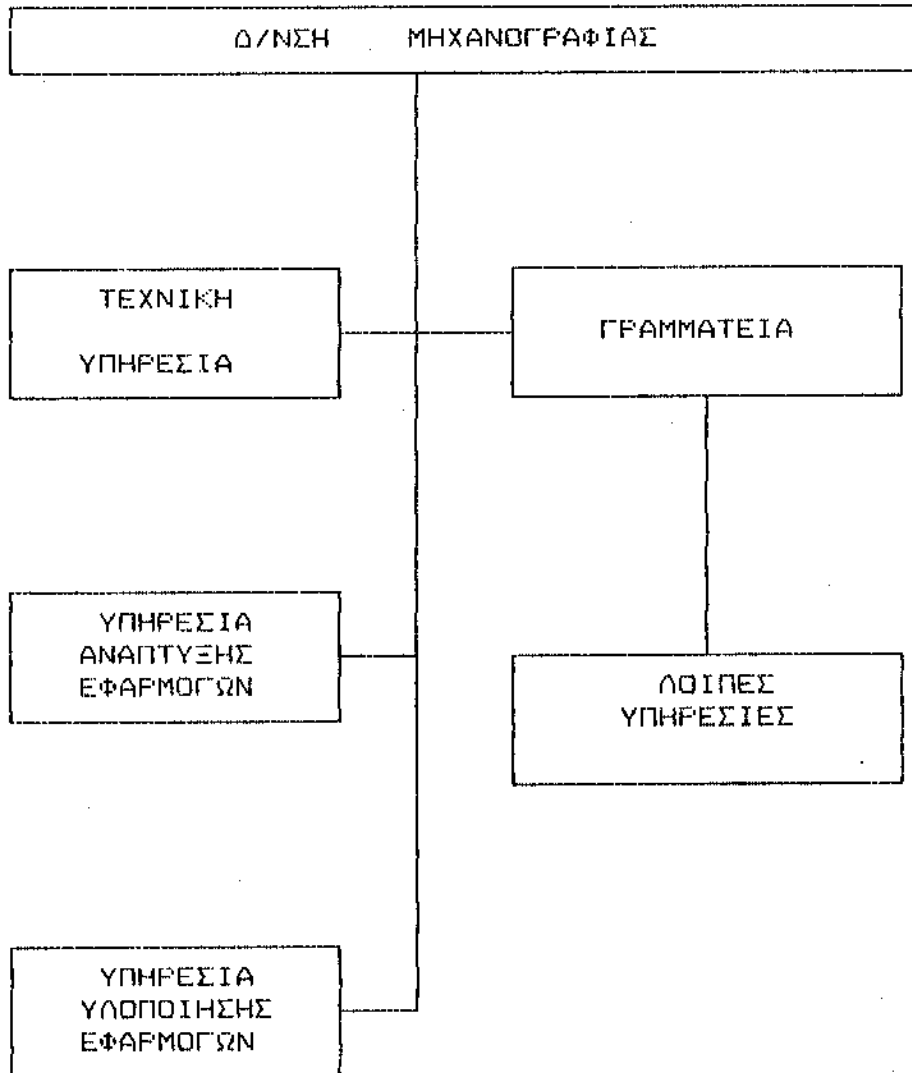 Δ/ΝΣΗ ΜΗΧΑΝΟΓΡΑΦΙΑΣ
ΤΕΧΝΙΚΗ
ΥΠΗΡΕΣΙΑ
ΓΡΑΜΜΑΤΕΙΑ
ΥΠΗΡΕΣΙΑ
ΑΝΑΠΤΥΞΗΣ
ΕΦΑΡΜΟΓΩΝ
ΛΟΙΠΕΣ
ΥΠΗΡΕΣΙΕΣ
ΥΠΗΡΕΣΙΑ
ΥΛΟΠΟΙΗΣΗΣ
ΕΦΑΡΜΟΓΩΝ